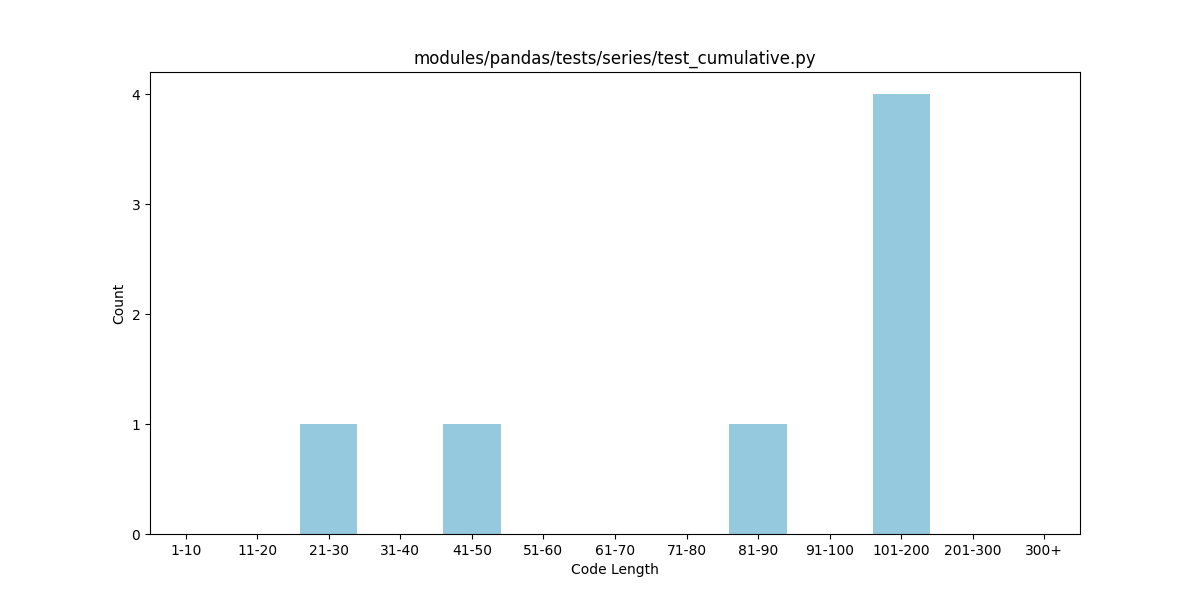 modules/pandas/tests/series/test_cumulative.py
4
3
2
1
0
Count
1-10 11-20 21-30 31-40 41-50 51-60 61-70 71-80 81-90 91-100 101-200 201-300 300+
Code Length